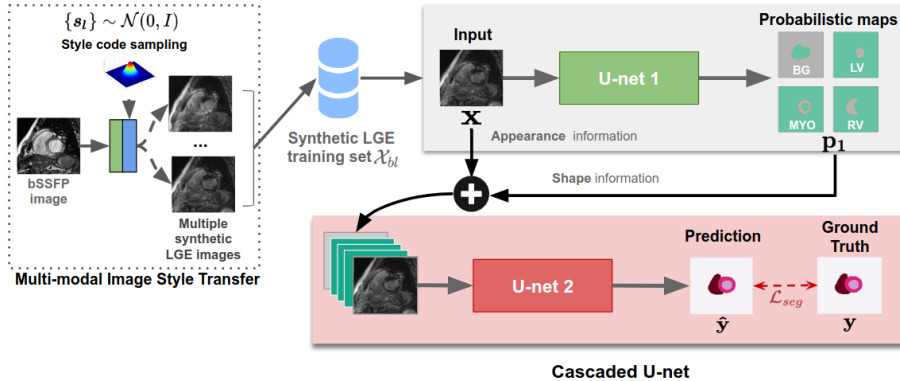 {s_l} ∼ 𝒩(0, I)
Style code sampling
bSSFP
image
...
Multiple
synthetic
LGE images
Multi-modal Image Style Transfer
Synthetic LGE
training set 𝒳_bl
Input
x
U-net 1
Probabilistic maps
BG
LV
MYO
RV
p_1
Appearance information
Shape information
U-net 2
Prediction
ŷ
ℒ_seg
Ground
Truth
y
Cascaded U-net